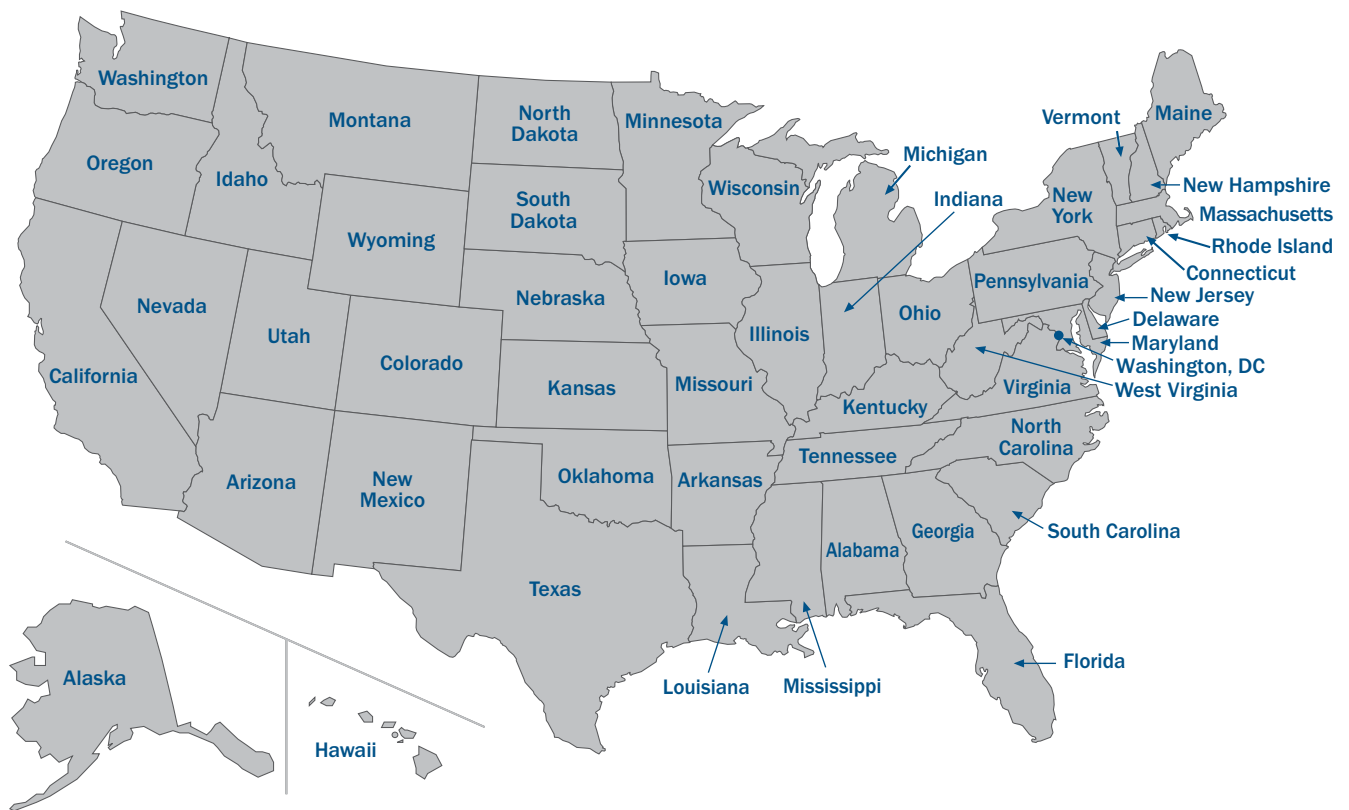 Washington
Montana
North
Dakota
Minnesota
Vermont
Maine
Oregon
Idaho
Michigan
Wisconsin
New Hampshire
South
Dakota
Indiana
New
York
Massachusetts
Wyoming
Rhode Island
Connecticut
Iowa
Pennsylvania
Nebraska
New Jersey
Nevada
Ohio
Delaware
Utah
Illinois
Maryland
Colorado
Washington, DC
California
Kansas
Missouri
Virginia
West Virginia
Kentucky
North
Carolina
Tennessee
Arizona
New
Mexico
Oklahoma
Arkansas
South Carolina
Georgia
Alabama
Texas
Florida
Alaska
Louisiana
Mississippi
Hawaii